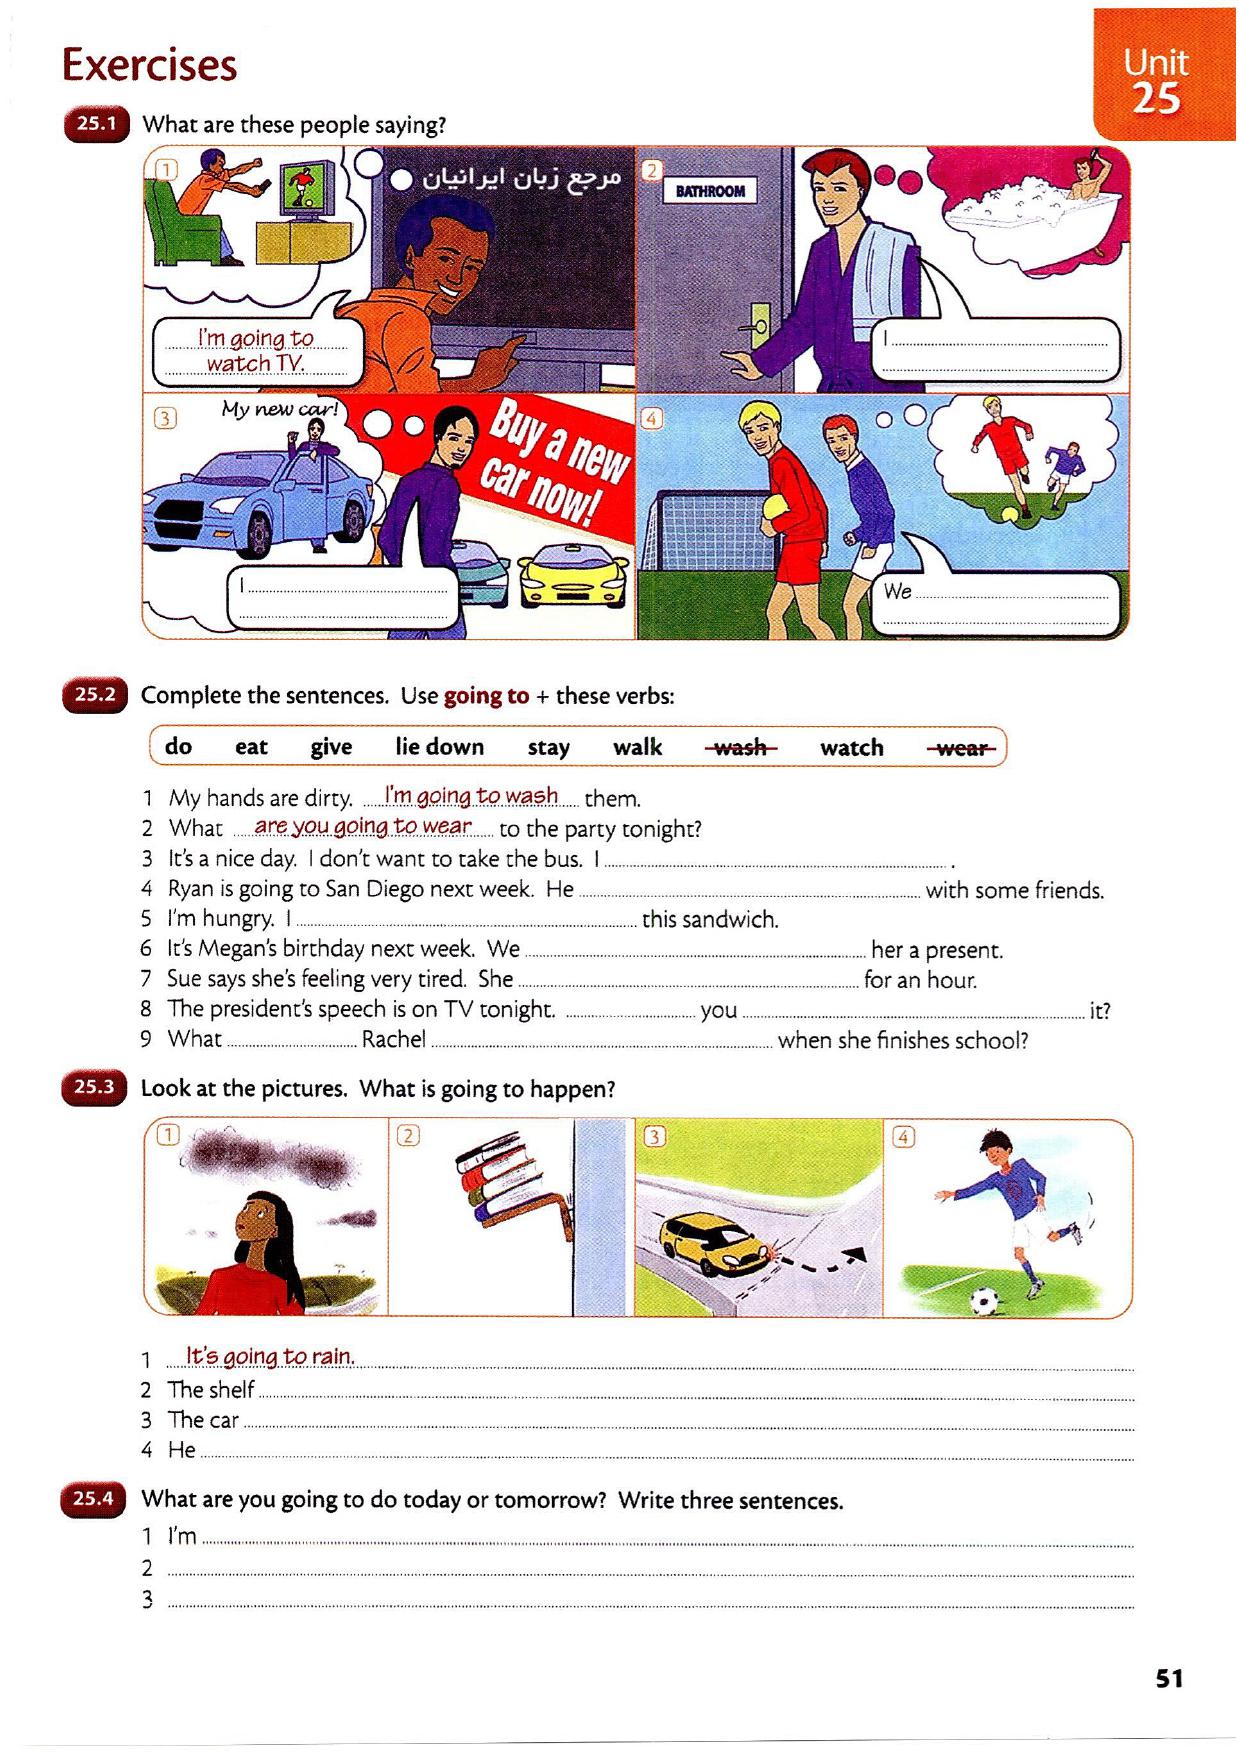 Exercises
Unit
25
25.1 What are these people saying?
1
مرجع زبان ایرانیان
I'm going to
watch TV.
2
BATHROOM
I
3
My new car!
Buy a new
car now!
I
4
We
25.2 Complete the sentences. Use going to + these verbs:
do eat give lie down stay walk wash watch wear
1 My hands are dirty. I'm going to wash them.
2 What are you going to wear to the party tonight?
3 It's a nice day. I don't want to take the bus. I .
4 Ryan is going to San Diego next week. He with some friends.
5 I'm hungry. I this sandwich.
6 It's Megan's birthday next week. We her a present.
7 Sue says she's feeling very tired. She for an hour.
8 The president's speech is on TV tonight. you it?
9 What Rachel when she finishes school?
25.3 Look at the pictures. What is going to happen?
1 2 3 4
1 It's going to rain.
2 The shelf
3 The car
4 He
25.4 What are you going to do today or tomorrow? Write three sentences.
1 I'm
2
3
51